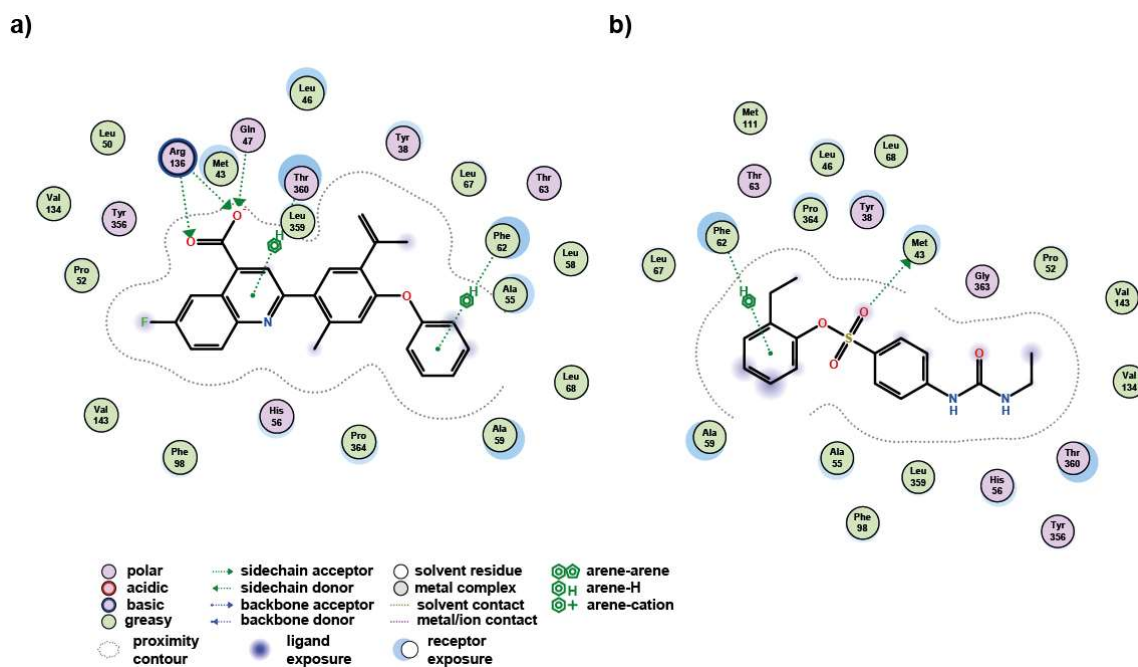 a)
b)
Leu
46
Leu
50
Arg
136
Met
43
Gln
47
Tyr
38
Thr
360
Leu
67
Thr
63
Val
134
Tyr
356
Leu
359
Phe
62
Leu
58
Pro
52
Ala
55
Leu
68
Val
143
His
56
Pro
364
Ala
59
Phe
98
O
O
H
F
N
O
H
Met
111
Leu
46
Leu
68
Thr
63
Pro
364
Tyr
38
Phe
62
Met
43
Leu
67
Gly
363
Pro
52
Val
143
Val
134
Ala
59
Ala
55
Leu
359
His
56
Thr
360
Phe
98
Tyr
356
H
O
O
S
O
O
N
H
N
H
polar
acidic
basic
greasy
proximity
contour
sidechain acceptor
sidechain donor
backbone acceptor
backbone donor
ligand
exposure
solvent residue
metal complex
solvent contact
metal/ion contact
receptor
exposure
arene-arene
H arene-H
+ arene-cation